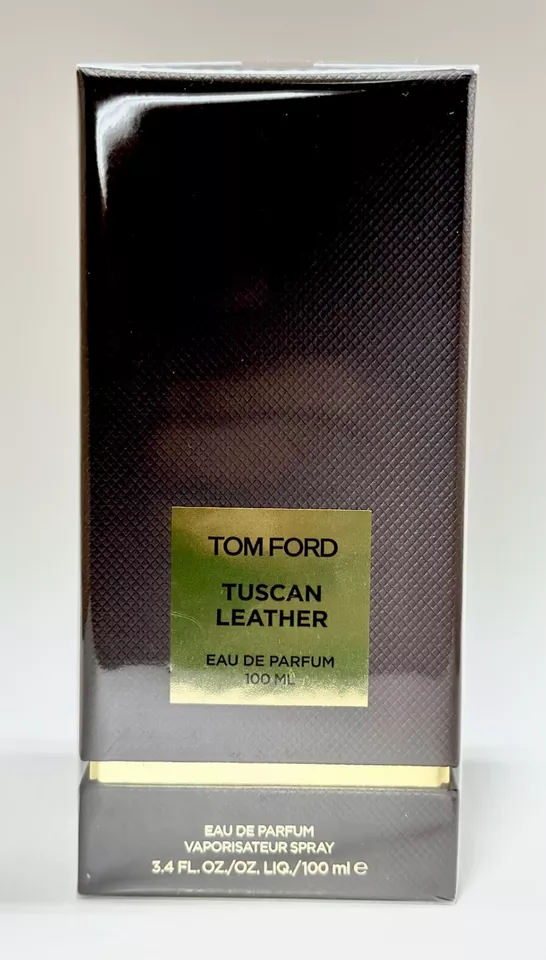 TOM FORD
TUSCAN
LEATHER
EAU DE PARFUM
100 ML
EAU DE PARFUM
VAPORISATEUR SPRAY
3.4 FL. OZ./OZ. LIQ./100 ml ℮